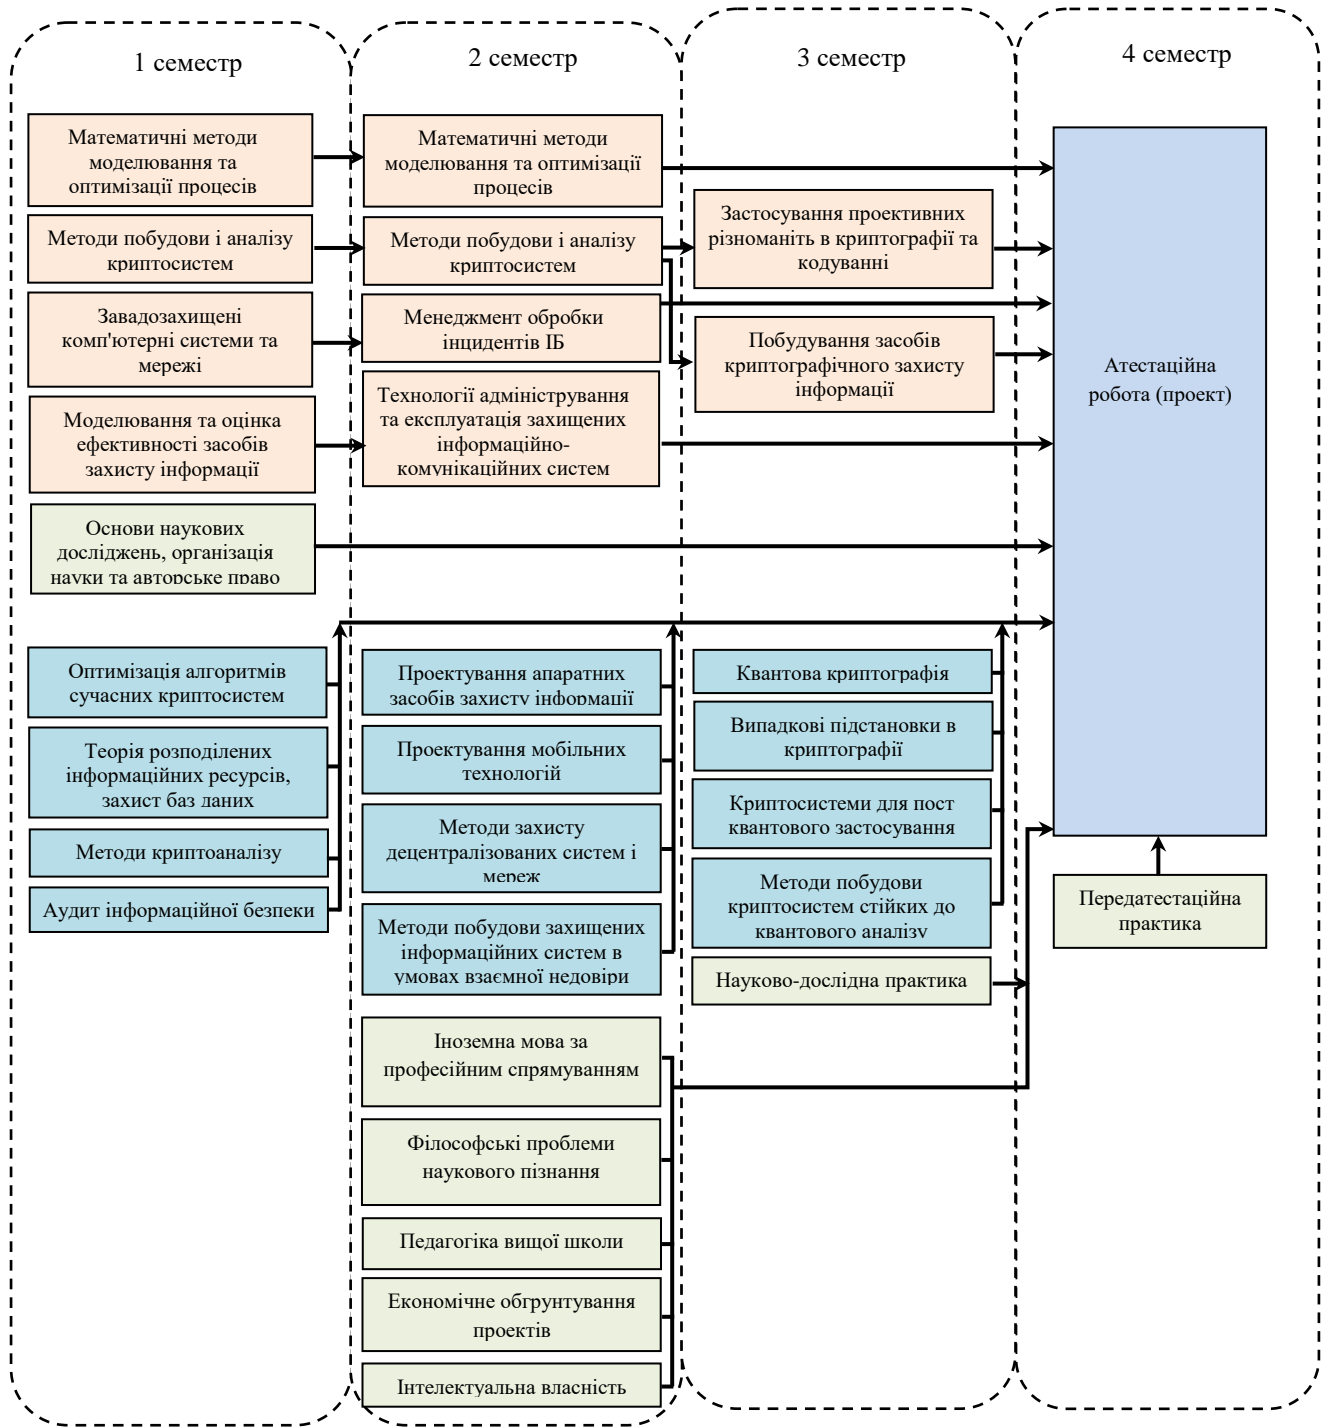 1 семестр
Математичні методи
моделювання та
оптимізації процесів
Методи побудови і аналізу
криптосистем
Завадозахищені
комп'ютерні системи та
мережі
Моделювання та оцінка
ефективності засобів
захисту інформації
Основи наукових
досліджень, організація
науки та авторське право
Оптимізація алгоритмів
сучасних криптосистем
Теорія розподілених
інформаційних ресурсів,
захист баз даних
Методи криптоаналізу
Аудит інформаційної безпеки
2 семестр
Математичні методи
моделювання та оптимізації
процесів
Методи побудови і аналізу
криптосистем
Менеджмент обробки
інцидентів ІБ
Технології адміністрування
та експлуатація захищених
інформаційно-
комунікаційних систем
Проектування апаратних
засобів захисту інформації
Проектування мобільних
технологій
Методи захисту
децентралізованих систем і
мереж
Методи побудови захищених
інформаційних систем в
умовах взаємної недовіри
Іноземна мова за
професійним спрямуванням
Філософські проблеми
наукового пізнання
Педагогіка вищої школи
Економічне обгрунтування
проектів
Інтелектуальна власність
3 семестр
Застосування проективних
різноманіть в криптографії та
кодуванні
Побудування засобів
криптографічного захисту
інформації
Квантова криптографія
Випадкові підстановки в
криптографії
Криптосистеми для пост
квантового застосування
Методи побудови
криптосистем стійких до
квантового аналізу
Науково-дослідна практика
4 семестр
Атестаційна
робота (проект)
Передатестаційна
практика